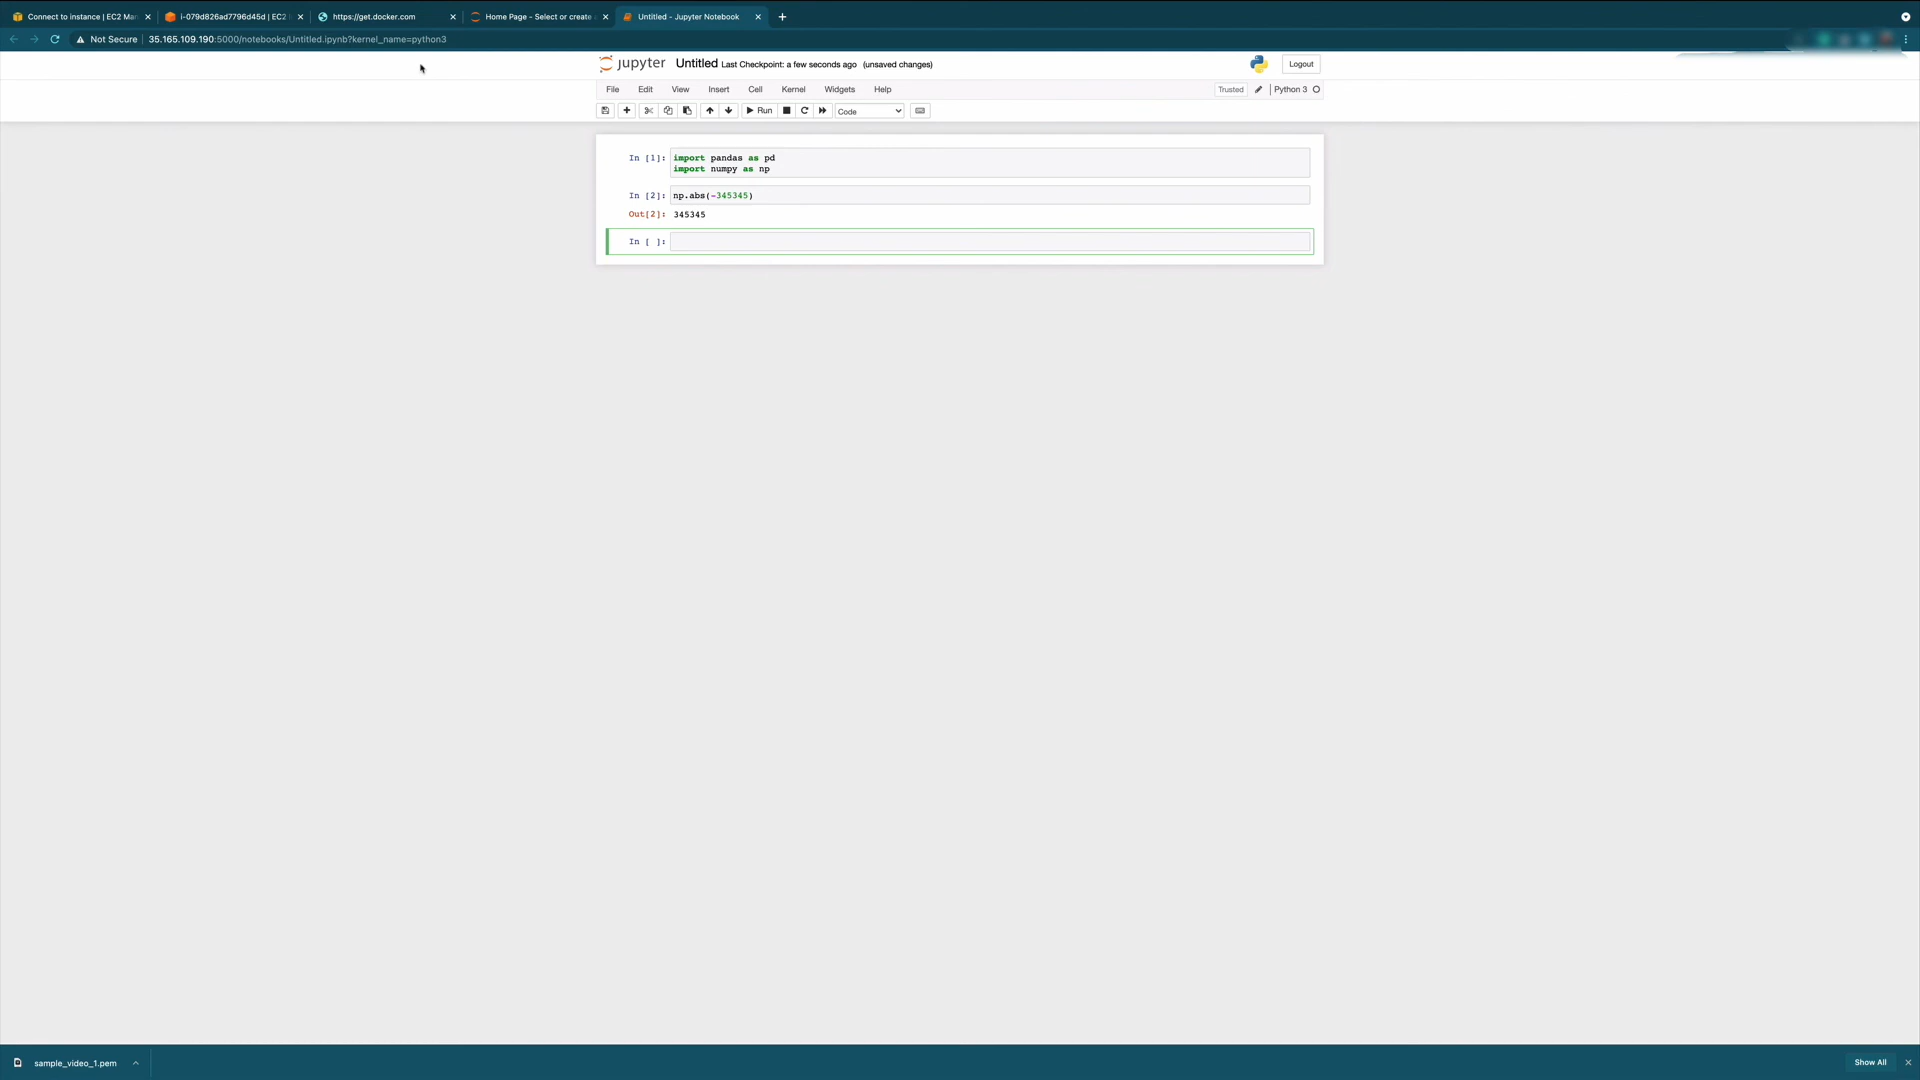 Connect to instance | EC2 Man
i-079d826ad7796d45d | EC2 I
https://get.docker.com
Home Page - Select or create a
Untitled - Jupyter Notebook
Not Secure
35.165.109.190:5000/notebooks/Untitled.ipynb?kernel_name=python3
jupyter Untitled Last Checkpoint: a few seconds ago (unsaved changes)
Logout
File Edit View Insert Cell Kernel Widgets Help
Trusted
Python 3
Run
Code
In [1]: import pandas as pd
import numpy as np
In [2]: np.abs(-345345)
Out[2]: 345345
In [ ]:
sample_video_1.pem
Show All